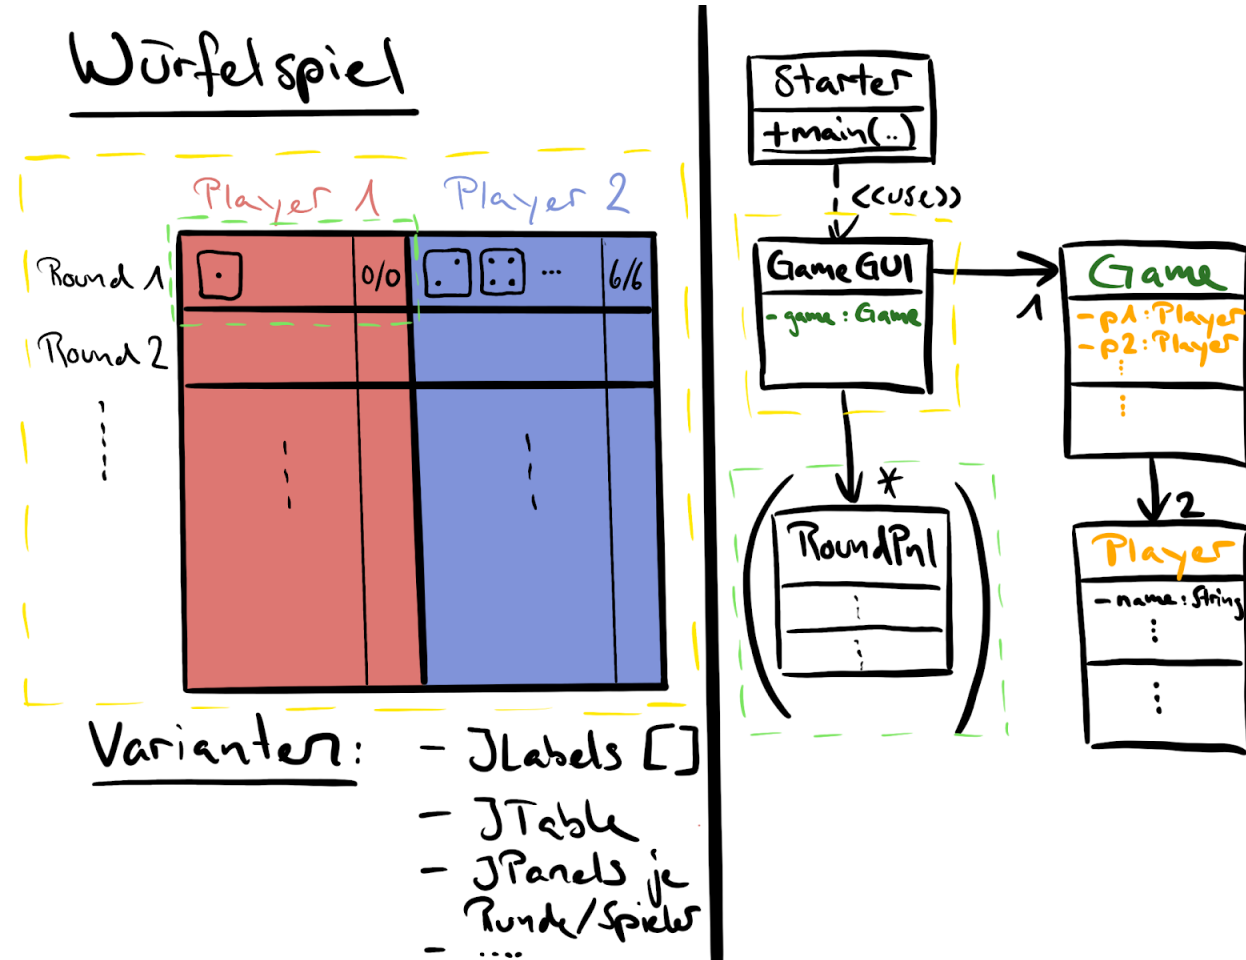 Würfelspiel
Player 1 Player 2
Round 1 0/0 ... 6/6
Round 2
Varianten:
- JLabels []
- JTable
- JPanels je
Runde/Spieler
- ....
Starter
+main(..)
<<use>>
GameGUI
- game: Game
1
Game
- p1: Player
- p2: Player
*
RoundPnl
2
Player
- name: String